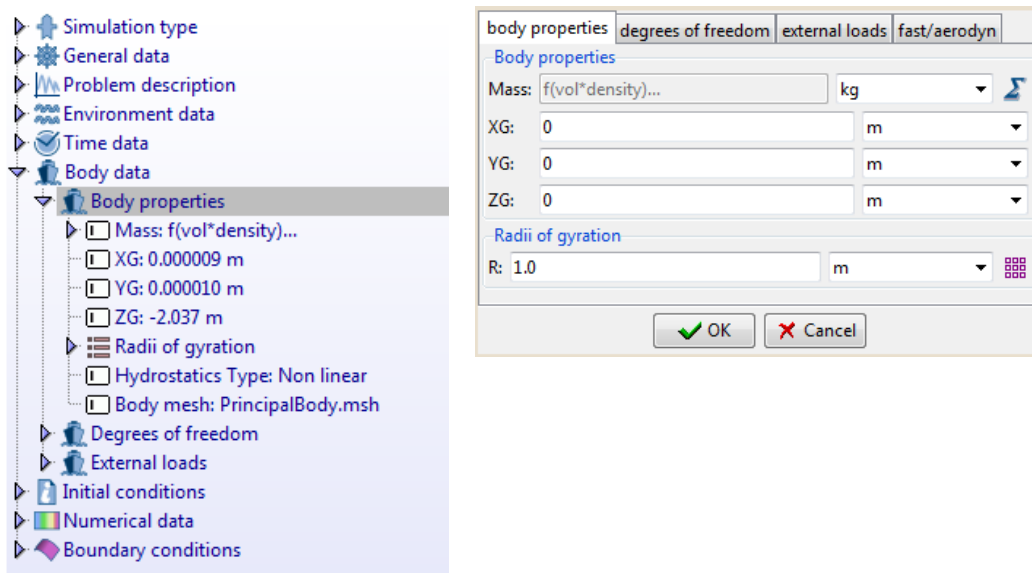 Simulation type
General data
Problem description
Environment data
Time data
Body data
Body properties
Mass: f(vol*density)...
XG: 0.000009 m
YG: 0.000010 m
ZG: -2.037 m
Radii of gyration
Hydrostatics Type: Non linear
Body mesh: PrincipalBody.msh
Degrees of freedom
External loads
Initial conditions
Numerical data
Boundary conditions
body properties degrees of freedom external loads fast/aerodyn
Body properties
Mass: f(vol*density)... kg Σ
XG: 0 m
YG: 0 m
ZG: 0 m
Radii of gyration
R: 1.0 m
OK Cancel